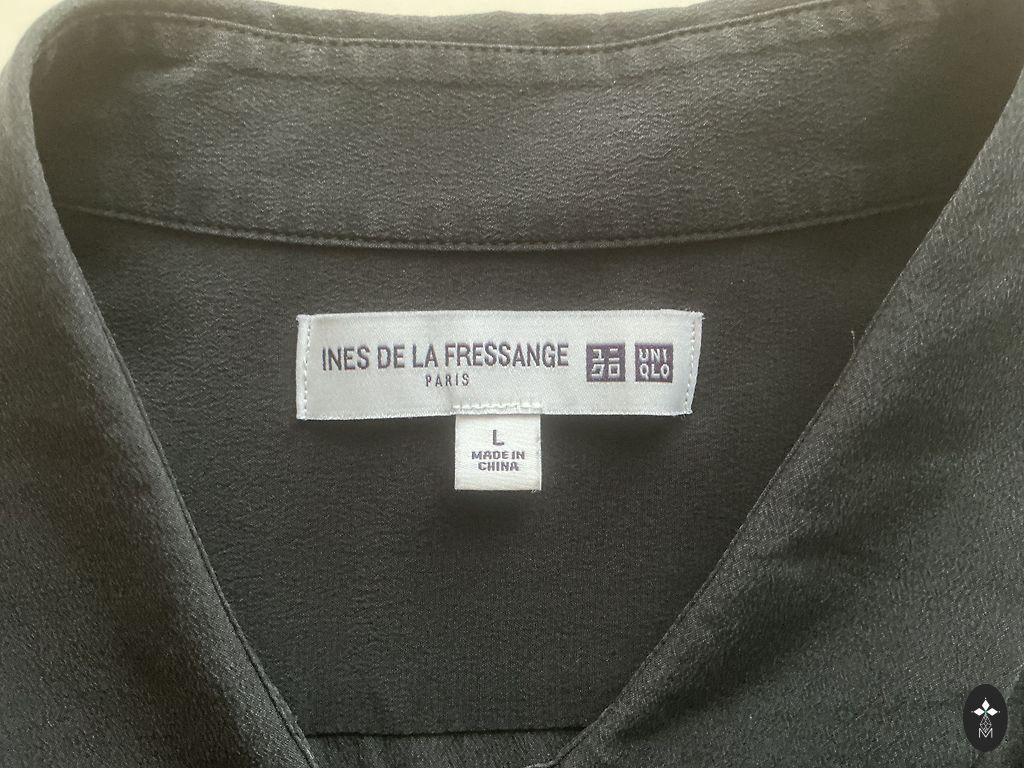 INES DE LA FRESSANGE
PARIS
ユニ
クロ
UNI
QLO
L
MADE IN
CHINA
M